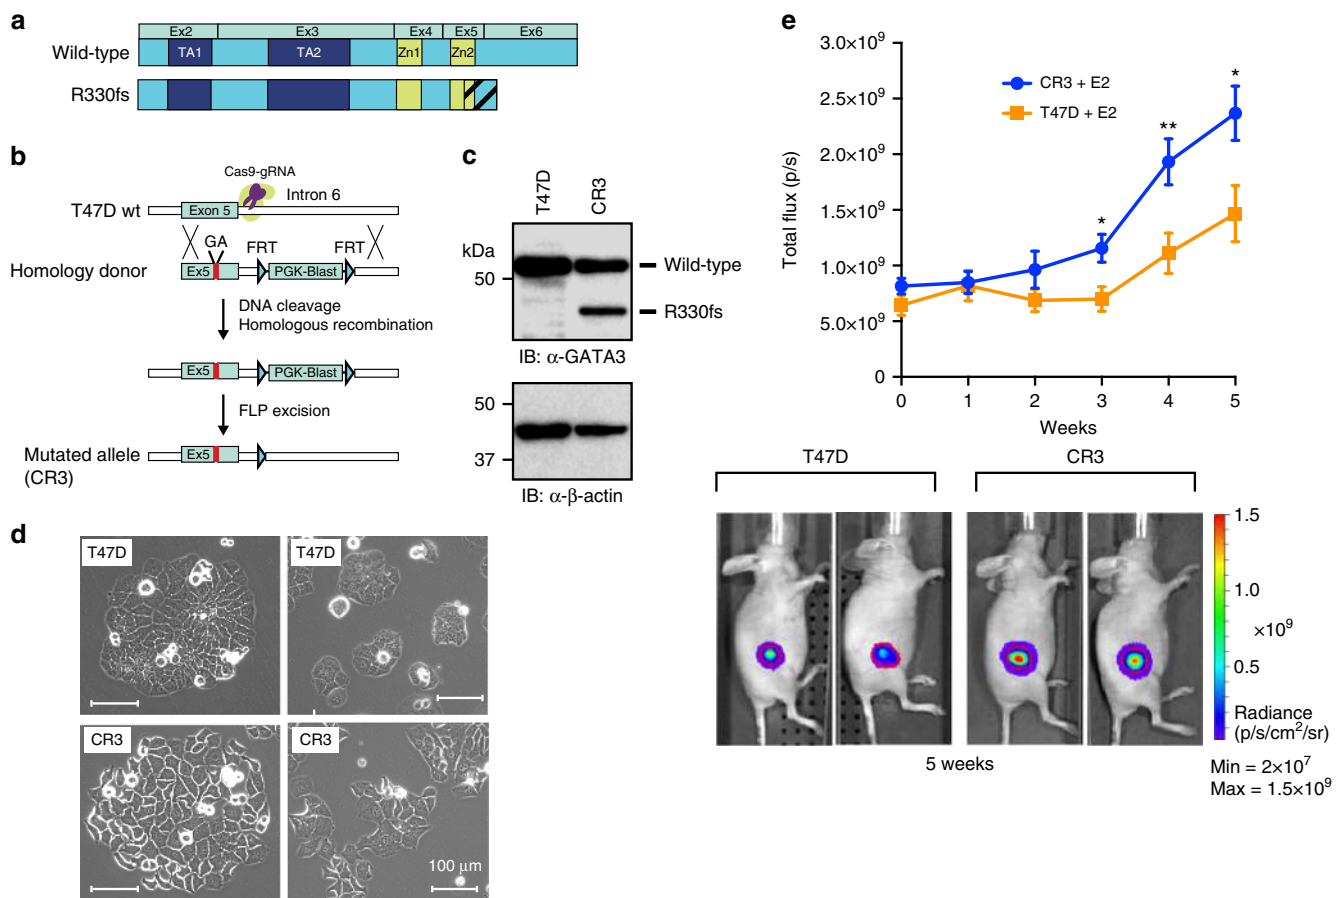 a
Ex2 Ex3 Ex4 Ex5 Ex6
Wild-type TA1 TA2 Zn1 Zn2
R330fs
b
Cas9-gRNA
Intron 6
T47D wt Exon 5
GA FRT FRT
Homology donor Ex5 PGK-Blast
DNA cleavage
Homologous recombination
Ex5 PGK-Blast
FLP excision
Mutated allele Ex5
(CR3)
c
T47D CR3
kDa
50
Wild-type
R330fs
IB: α-GATA3
50
37
IB: α-β-actin
d
T47D T47D
CR3 CR3
100 μm
e
3.0×10⁹
2.5×10⁹
2.0×10⁹
1.5×10⁹
1.0×10⁹
5.0×10⁹
0
Total flux (p/s)
CR3 + E2
T47D + E2
* ** *
0 1 2 3 4 5
Weeks
T47D CR3
1.5
1.0
×10⁹
0.5
Radiance
(p/s/cm²/sr)
5 weeks
Min = 2×10⁷
Max = 1.5×10⁹